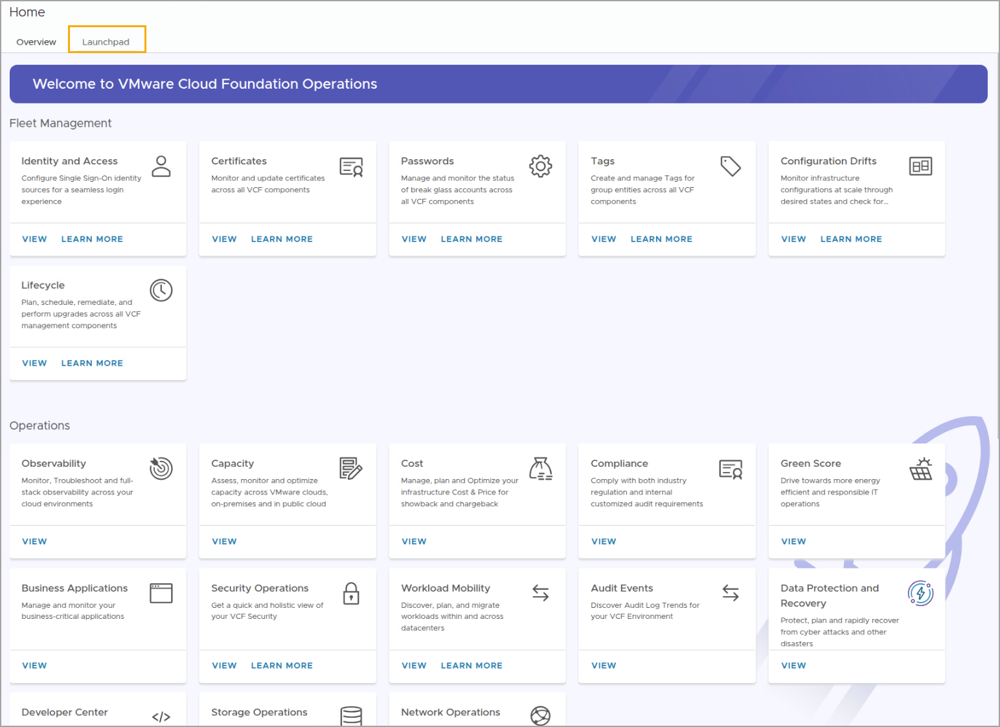 Home
Overview
Launchpad
Welcome to VMware Cloud Foundation Operations
Fleet Management
Identity and Access
Configure Single Sign-On identity
sources for a seamless login
experience
VIEW LEARN MORE
Certificates
Monitor and update certificates
across all VCF components
VIEW LEARN MORE
Passwords
Manage and monitor the status
of break glass accounts across
all VCF components
VIEW LEARN MORE
Tags
Create and manage Tags for
group entities across all VCF
components
VIEW LEARN MORE
Configuration Drifts
Monitor infrastructure
configurations at scale through
desired states and check for...
VIEW LEARN MORE
Lifecycle
Plan, schedule, remediate, and
perform upgrades across all VCF
management components
VIEW LEARN MORE
Operations
Observability
Monitor, Troubleshoot and full-
stack observability across your
cloud environments
VIEW
Capacity
Assess, monitor and optimize
capacity across VMware clouds,
on-premises and in public cloud
VIEW
Cost
Manage, plan and Optimize your
infrastructure Cost & Price for
showback and chargeback
VIEW
Compliance
Comply with both industry
regulation and internal
customized audit requirements
VIEW
Green Score
Drive towards more energy
efficient and responsible IT
operations
VIEW
Business Applications
Manage and monitor your
business-critical applications
VIEW
Security Operations
Get a quick and holistic view of
your VCF Security
VIEW LEARN MORE
Workload Mobility
Discover, plan, and migrate
workloads within and across
datacenters
VIEW LEARN MORE
Audit Events
Discover Audit Log Trends for
your VCF Environment
VIEW
Data Protection and
Recovery
Protect, plan and rapidly recover
from cyber attacks and other
disasters
VIEW
Developer Center
Storage Operations
Network Operations